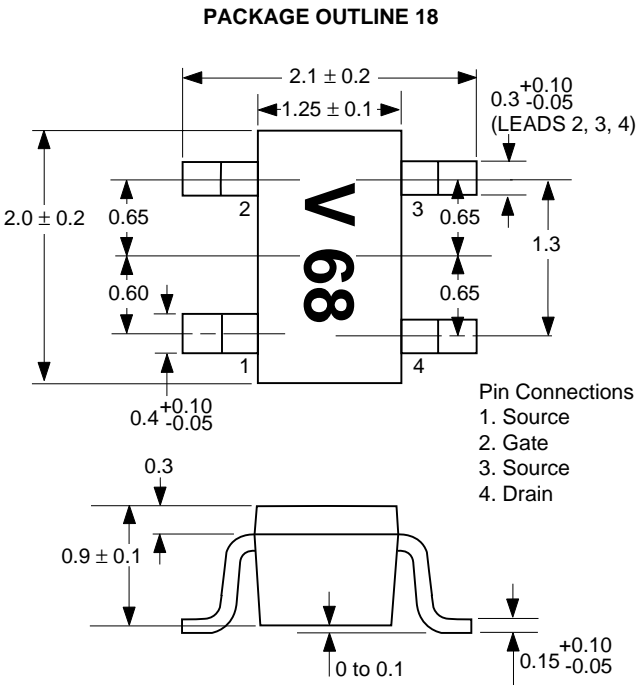 PACKAGE OUTLINE 18
2.1 ± 0.2
1.25 ± 0.1
0.3 +0.10 -0.05
(LEADS 2, 3, 4)
2
3
2.0 ± 0.2
0.65
0.65
1.3
V 68
0.60
0.65
1
4
0.4 +0.10 -0.05
Pin Connections
1. Source
2. Gate
3. Source
4. Drain
0.3
0.9 ± 0.1
0 to 0.1
0.15 +0.10 -0.05